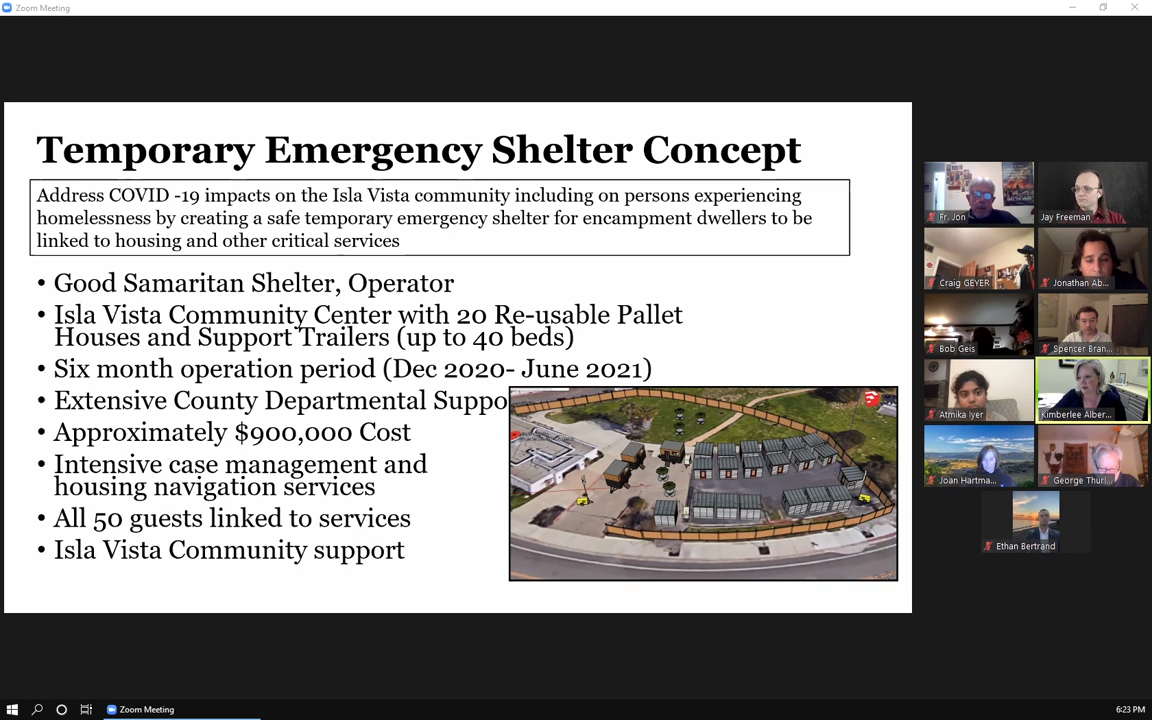 Zoom Meeting
Temporary Emergency Shelter Concept
Address COVID -19 impacts on the Isla Vista community including on persons experiencing
homelessness by creating a safe temporary emergency shelter for encampment dwellers to be
linked to housing and other critical services
• Good Samaritan Shelter, Operator
• Isla Vista Community Center with 20 Re-usable Pallet
Houses and Support Trailers (up to 40 beds)
• Six month operation period (Dec 2020- June 2021)
• Extensive County Departmental Suppo
• Approximately $900,000 Cost
• Intensive case management and
housing navigation services
• All 50 guests linked to services
• Isla Vista Community support
Fr. Jon
Jay Freeman
Craig GEYER
Jonathan Ab...
Bob Geis
Spencer Bran...
Atmika Iyer
Kimberlee Alber...
Joan Hartma...
George Thurl...
Ethan Bertrand
Zoom Meeting
6:23 PM